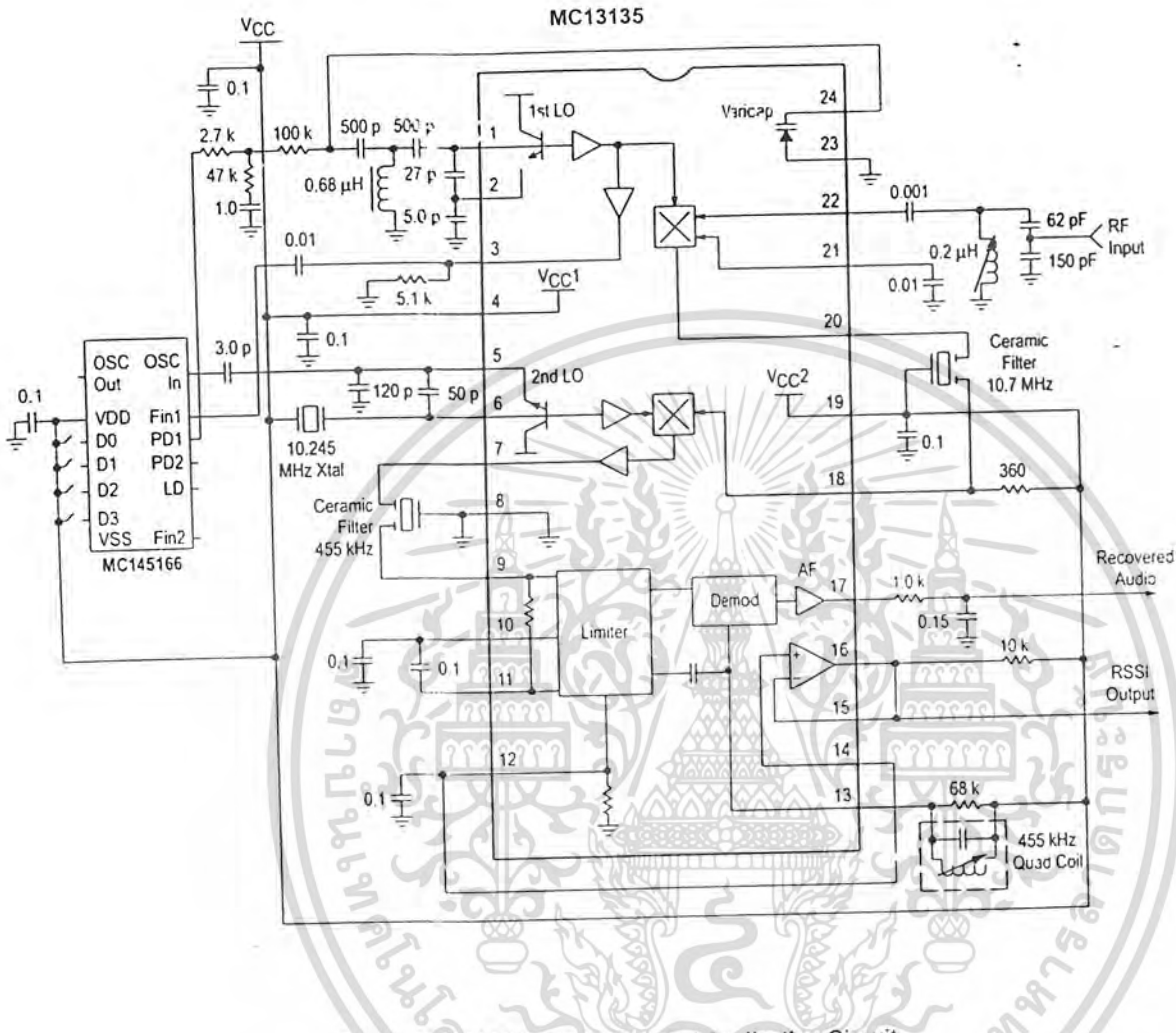 MC13135
VCC
0.1
2.7 k
100 k
500 p
500 p
1
1st LO
Varicap
24
23
47 k
0.68 µH
27 p
2
1.0
5.0 p
22
0.001
62 pF
RF
Input
0.01
3
21
0.2 µH
150 pF
5.1 k
VCC1
4
0.01
20
0.1
Ceramic
Filter
10.7 MHz
3.0 p
5
OSC
Out
OSC
In
120 p
50 p
2nd LO
VCC2
0.1
VDD
Fin1
6
19
D0
PD1
10.245
MHz Xtal
7
0.1
D1
PD2
360
D2
LD
18
Ceramic
Filter
455 kHz
8
D3
VSS
Fin2
MC145166
9
AF
17
Recovered
Audio
Demod
1.0 k
10
Limiter
0.15
0.1
0.1
16
10 k
11
RSSI
Output
15
14
12
0.1
13
68 k
455 kHz
Quad Coil